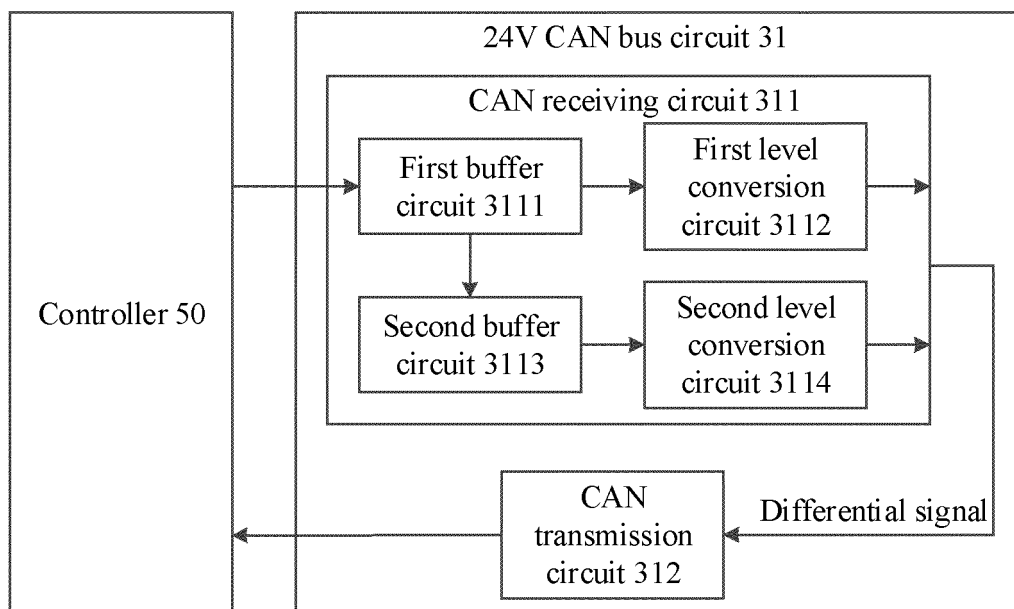 24V CAN bus circuit 31
CAN receiving circuit 311
First buffer
circuit 3111
First level
conversion
circuit 3112
Controller 50
Second buffer
circuit 3113
Second level
conversion
circuit 3114
CAN
transmission
circuit 312
Differential signal